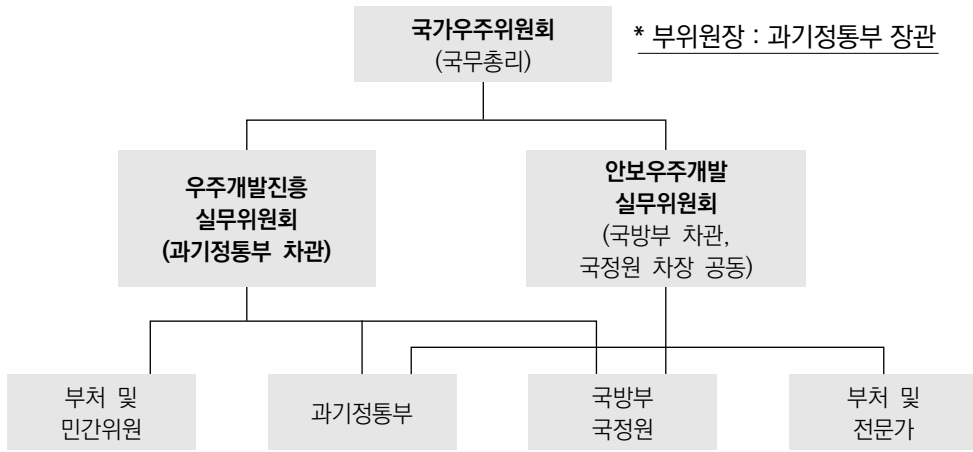 국가우주위원회
(국무총리)
* 부위원장 : 과기정통부 장관
우주개발진흥
실무위원회
(과기정통부 차관)
안보우주개발
실무위원회
(국방부 차관,
국정원 차장 공동)
부처 및
민간위원
과기정통부
국방부
국정원
부처 및
전문가